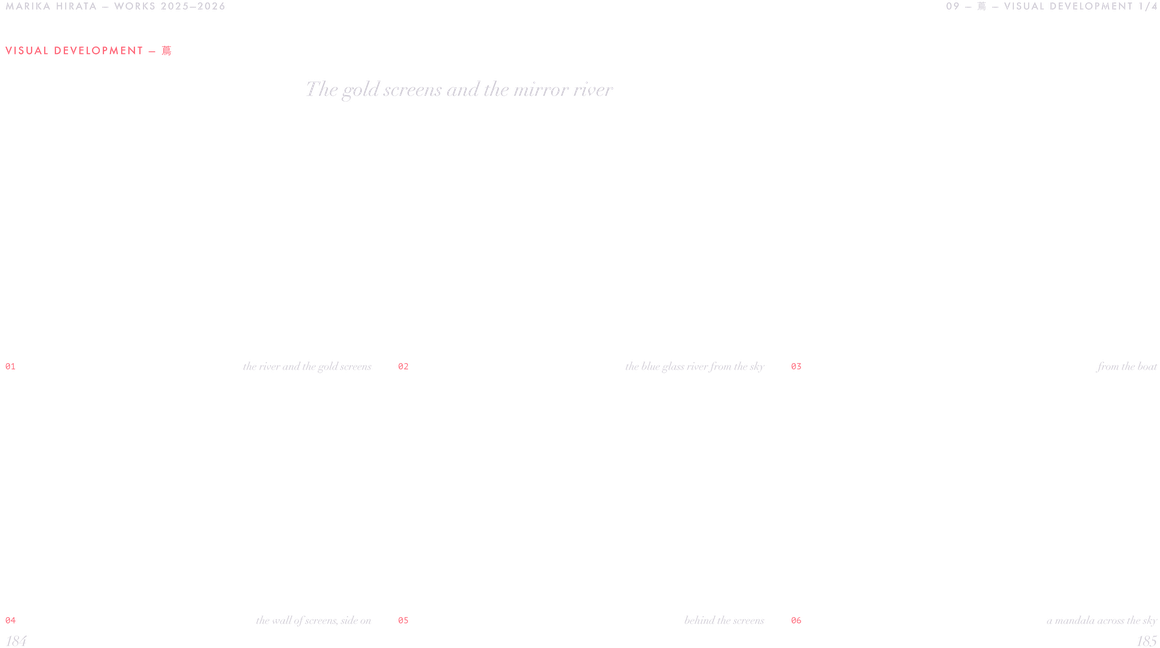 MARIKA HIRATA — WORKS 2025—2026
09 — 蔦 — VISUAL DEVELOPMENT 1/4
VISUAL DEVELOPMENT — 蔦
The gold screens and the mirror river
01 the river and the gold screens
02 the blue glass river from the sky
03 from the boat
04 the wall of screens, side on
05 behind the screens
06 a mandala across the sky
184
185